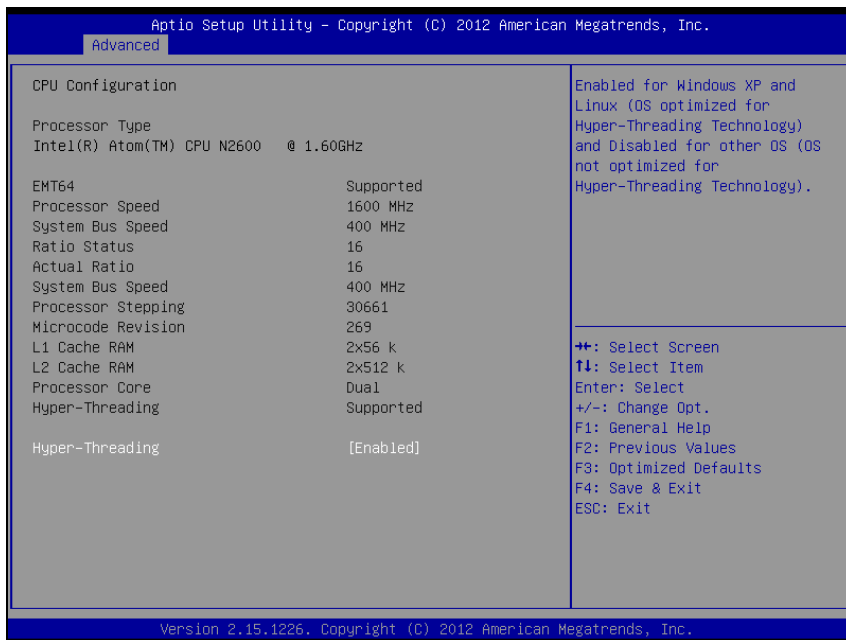 Aptio Setup Utility – Copyright (C) 2012 American Megatrends, Inc.
Advanced
CPU Configuration
Processor Type
Intel(R) Atom(TM) CPU N2600 @ 1.60GHz
EMT64 Supported
Processor Speed 1600 MHz
System Bus Speed 400 MHz
Ratio Status 16
Actual Ratio 16
System Bus Speed 400 MHz
Processor Stepping 30661
Microcode Revision 269
L1 Cache RAM 2x56 k
L2 Cache RAM 2x512 k
Processor Core Dual
Hyper-Threading Supported
Hyper-Threading [Enabled]
Enabled for Windows XP and
Linux (OS optimized for
Hyper-Threading Technology)
and Disabled for other OS (OS
not optimized for
Hyper-Threading Technology).
→←: Select Screen
↑↓: Select Item
Enter: Select
+/-: Change Opt.
F1: General Help
F2: Previous Values
F3: Optimized Defaults
F4: Save & Exit
ESC: Exit
Version 2.15.1226. Copyright (C) 2012 American Megatrends, Inc.